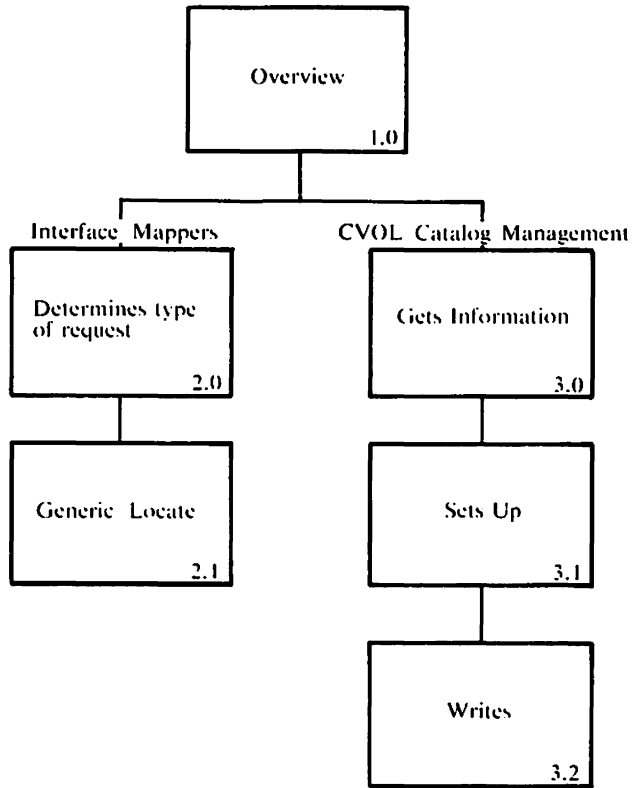 Overview
1.0
Interface Mappers
CVOL Catalog Management
Determines type
of request
2.0
Gets Information
3.0
Generic Locate
2.1
Sets Up
3.1
Writes
3.2